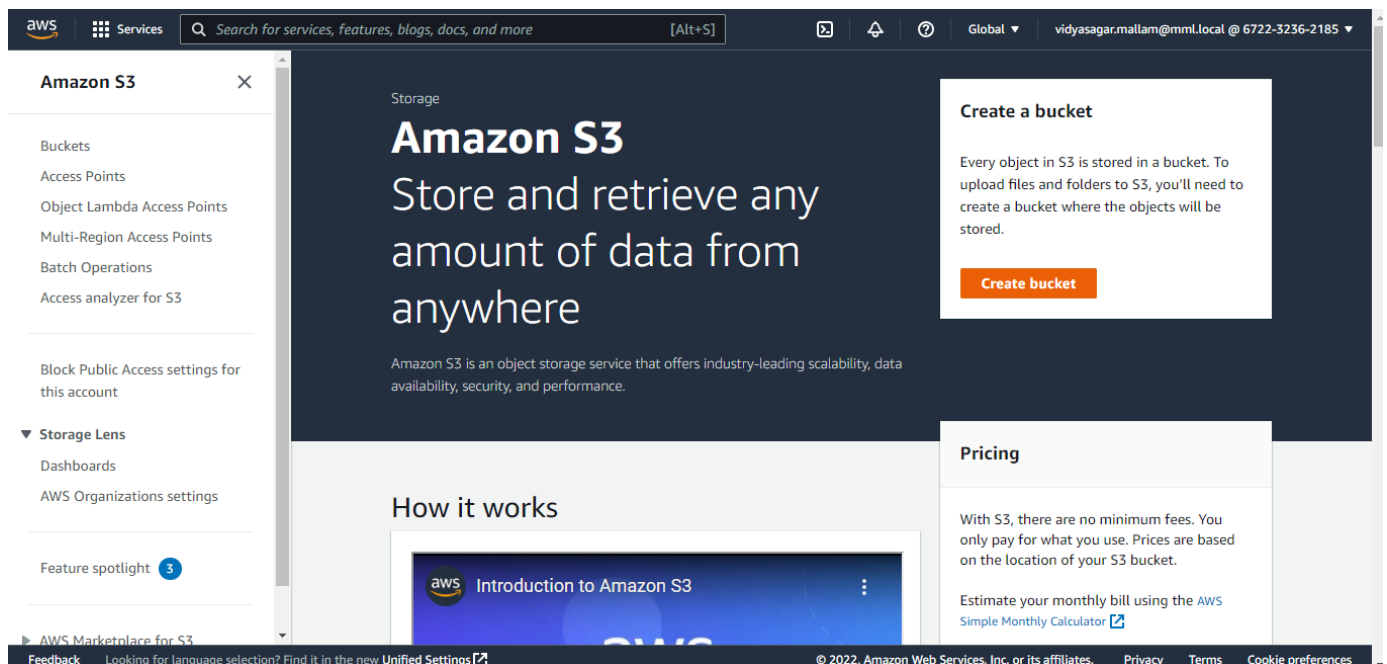 aws
Services
Search for services, features, blogs, docs, and more
[Alt+S]
Global ▼
vidyasagar.mallam@mml.local @ 6722-3236-2185 ▼
Amazon S3
Buckets
Access Points
Object Lambda Access Points
Multi-Region Access Points
Batch Operations
Access analyzer for S3
Block Public Access settings for
this account
▼ Storage Lens
Dashboards
AWS Organizations settings
Feature spotlight 3
▶ AWS Marketplace for S3
Storage
Amazon S3
Store and retrieve any
amount of data from
anywhere
Amazon S3 is an object storage service that offers industry-leading scalability, data
availability, security, and performance.
How it works
aws Introduction to Amazon S3
aws
Create a bucket
Every object in S3 is stored in a bucket. To
upload files and folders to S3, you'll need to
create a bucket where the objects will be
stored.
Create bucket
Pricing
With S3, there are no minimum fees. You
only pay for what you use. Prices are based
on the location of your S3 bucket.
Estimate your monthly bill using the AWS
Simple Monthly Calculator
Feedback
Looking for language selection? Find it in the new Unified Settings
© 2022, Amazon Web Services, Inc. or its affiliates.
Privacy
Terms
Cookie preferences